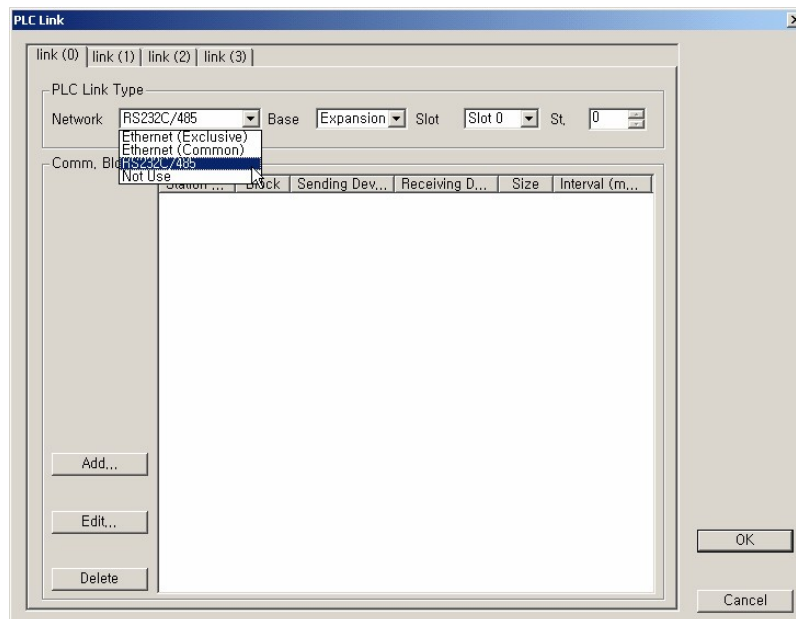 PLC Link
link (0) link (1) link (2) link (3)
PLC Link Type
Network RS232C/485 Base Expansion Slot Slot 0 St, 0
Ethernet (Exclusive)
Ethernet (Common)
Comm, Blo RS232C/485
Not Use
Station ,,, Block Sending Dev,,, Receiving D,,, Size Interval (m,,,
Add,,,
Edit,,,
OK
Delete
Cancel